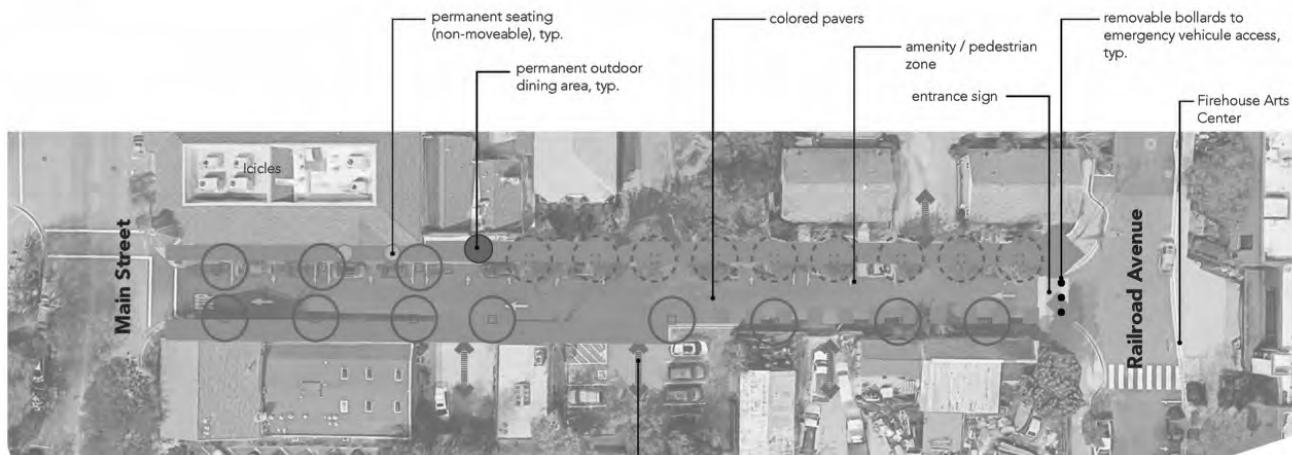 permanent seating
(non-moveable), typ.
permanent outdoor
dining area, typ.
colored pavers
amenity / pedestrian
zone
entrance sign
removable bollards to
emergency vehicule access,
typ.
Firehouse Arts
Center
Icicles
Main Street
Railroad Avenue